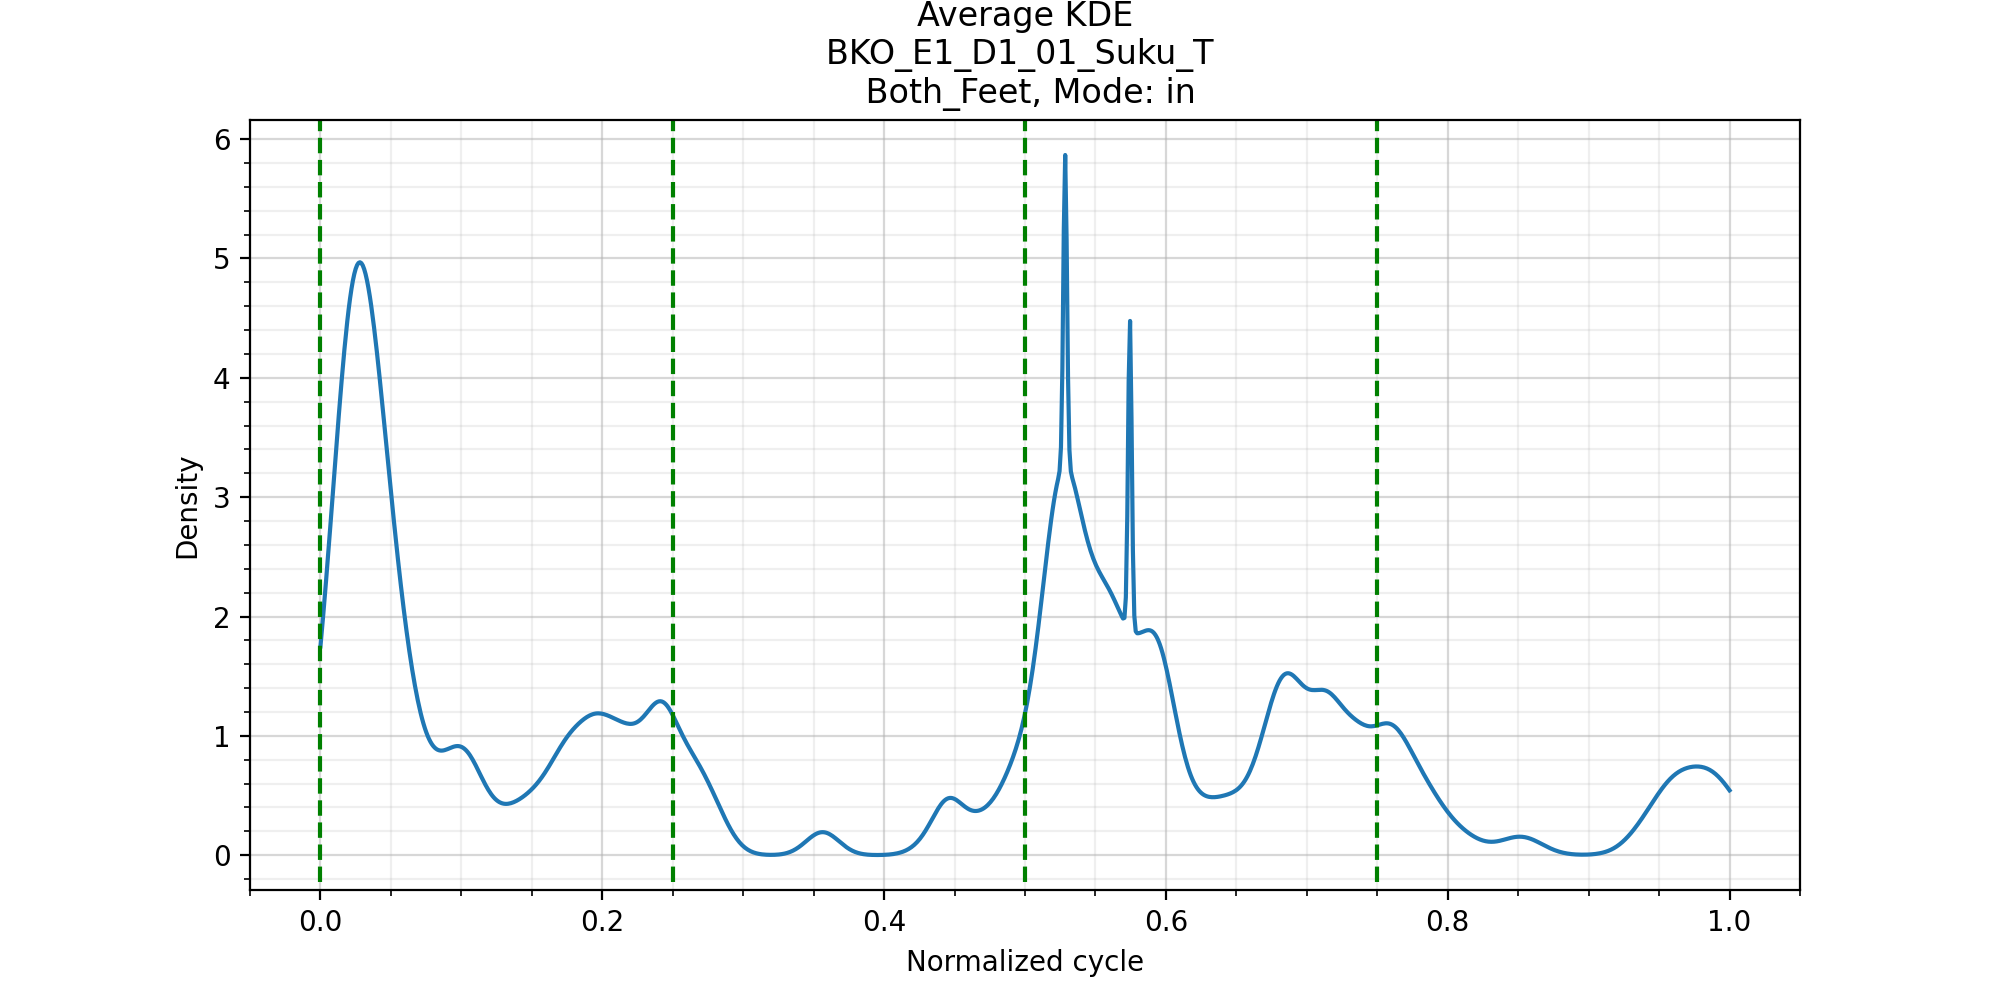 Average KDE
BKO_E1_D1_01_Suku_T
Both_Feet, Mode: in
6
5
4
3
2
1
0
Density
0.0 0.2 0.4 0.6 0.8 1.0
Normalized cycle